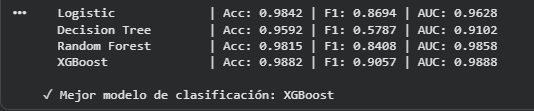 ••• Logistic | Acc: 0.9842 | F1: 0.8694 | AUC: 0.9628
Decision Tree | Acc: 0.9592 | F1: 0.5787 | AUC: 0.9102
Random Forest | Acc: 0.9815 | F1: 0.8408 | AUC: 0.9858
XGBoost | Acc: 0.9882 | F1: 0.9057 | AUC: 0.9888
✓ Mejor modelo de clasificación: XGBoost